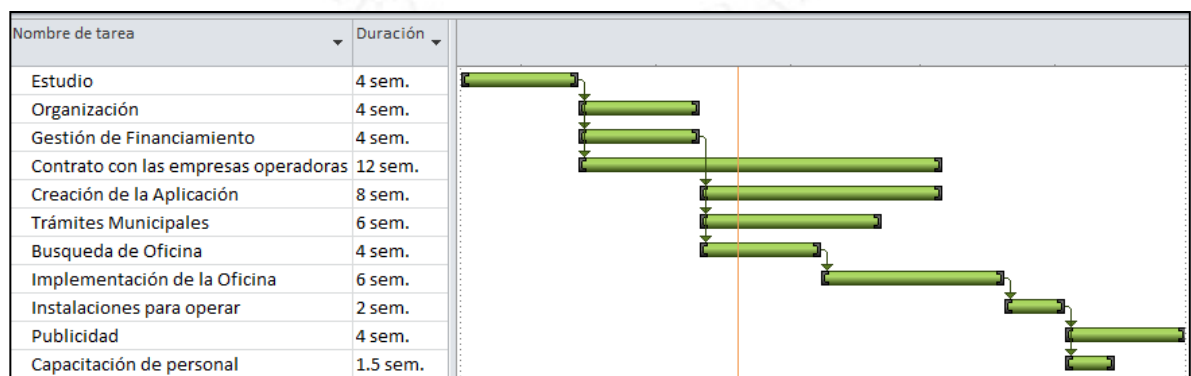 Nombre de tarea Duración
Estudio 4 sem.
Organización 4 sem.
Gestión de Financiamiento 4 sem.
Contrato con las empresas operadoras 12 sem.
Creación de la Aplicación 8 sem.
Trámites Municipales 6 sem.
Busqueda de Oficina 4 sem.
Implementación de la Oficina 6 sem.
Instalaciones para operar 2 sem.
Publicidad 4 sem.
Capacitación de personal 1.5 sem.